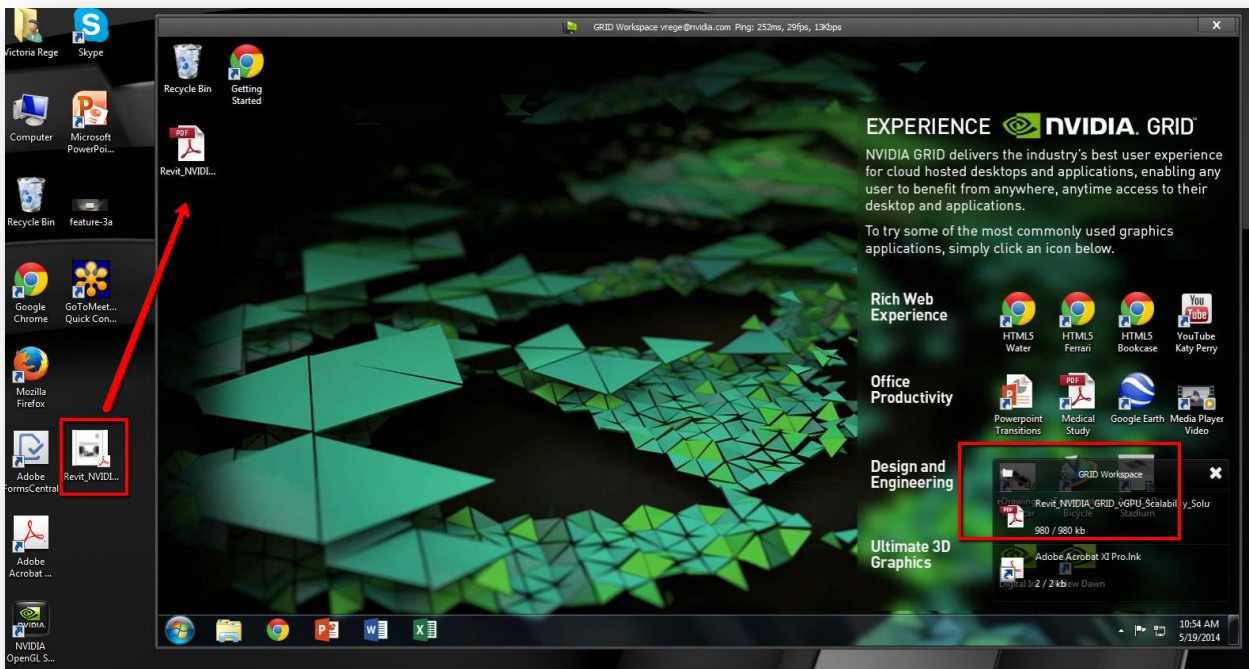 Victoria Rege
Skype
Computer
Microsoft
PowerPoi...
Recycle Bin
feature-3a
Google
Chrome
GoToMeet...
Quick Con...
Mozilla
Firefox
Adobe
FormsCentral
Revit_NVIDI...
Adobe
Acrobat ...
NVIDIA
OpenGL S...
GRID Workspace vrege@nvidia.com Ping: 252ms, 29fps, 13Kbps
Recycle Bin
Getting
Started
PDF
Revit_NVIDI...
EXPERIENCE NVIDIA. GRID™
NVIDIA GRID delivers the industry's best user experience
for cloud hosted desktops and applications, enabling any
user to benefit from anywhere, anytime access to their
desktop and applications.
To try some of the most commonly used graphics
applications, simply click an icon below.
Rich Web
Experience
HTML5
Water
HTML5
Ferrari
HTML5
Bookcase
You
Tube
YouTube
Katy Perry
Office
Productivity
Powerpoint
Transitions
PDF
Medical
Study
Google Earth
Media Player
Video
Design and
Engineering
GRID Workspace
Revit_NVIDIA_GRID_vGPU_Scalability_Solu
Bicycle
Stadium
PDF
980 / 980 kb
Ultimate 3D
Graphics
Adobe Acrobat XI Pro.lnk
2 / 2 kb
10:54 AM
5/19/2014